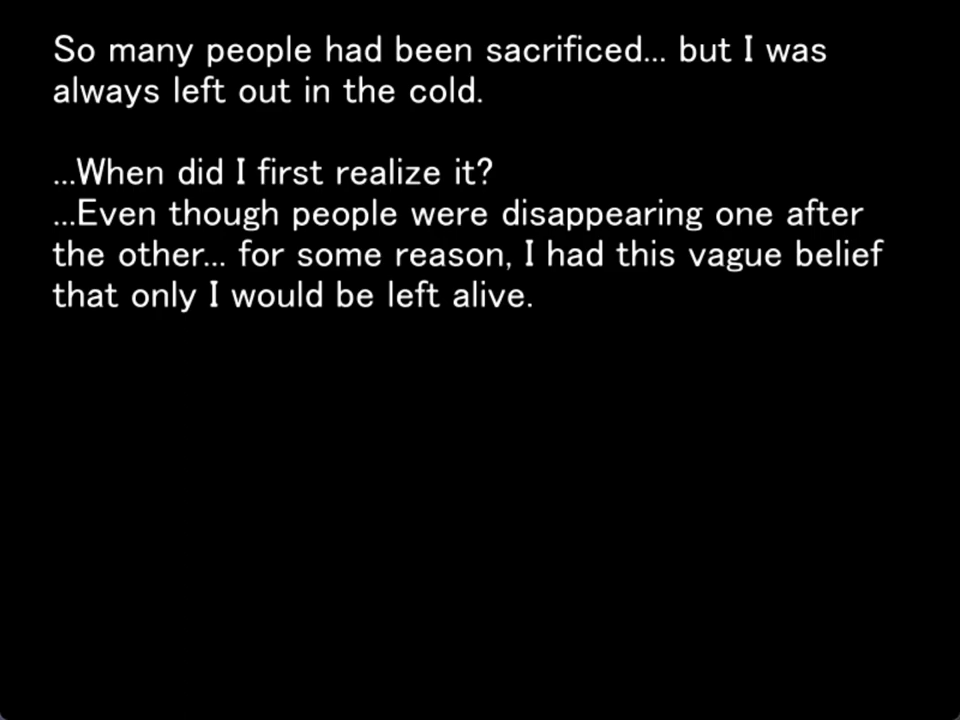 So many people had been sacrificed... but I was
always left out in the cold.
...When did I first realize it?
...Even though people were disappearing one after
the other... for some reason, I had this vague belief
that only I would be left alive.